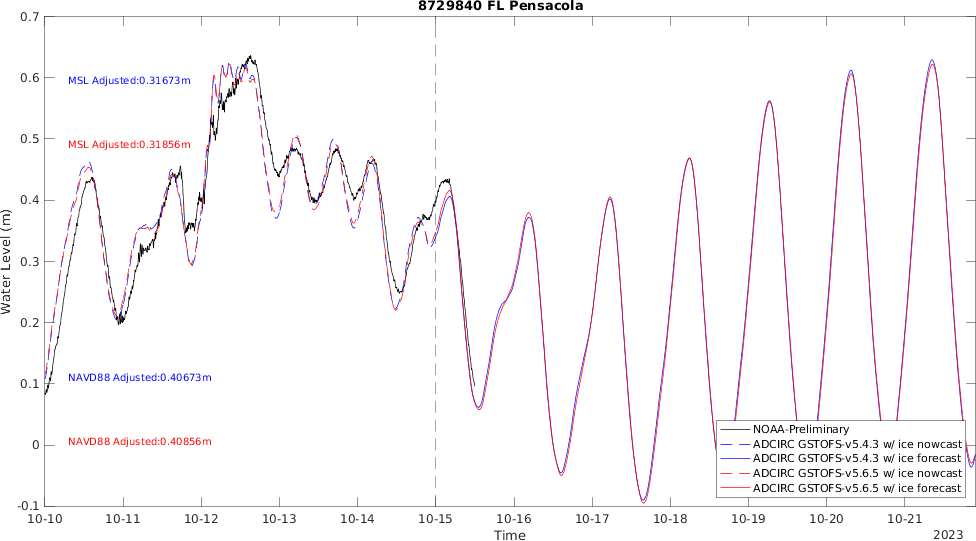 8729840 FL Pensacola
0.7
0.6
0.5
0.4
0.3
0.2
0.1
0
-0.1
Water Level (m)
MSL Adjusted:0.31673m
MSL Adjusted:0.31856m
NAVD88 Adjusted:0.40673m
NAVD88 Adjusted:0.40856m
NOAA-Preliminary
ADCIRC GSTOFS-v5.4.3 w/ ice nowcast
ADCIRC GSTOFS-v5.4.3 w/ ice forecast
ADCIRC GSTOFS-v5.6.5 w/ ice nowcast
ADCIRC GSTOFS-v5.6.5 w/ ice forecast
10-10 10-11 10-12 10-13 10-14 10-15 10-16 10-17 10-18 10-19 10-20 10-21
Time
2023